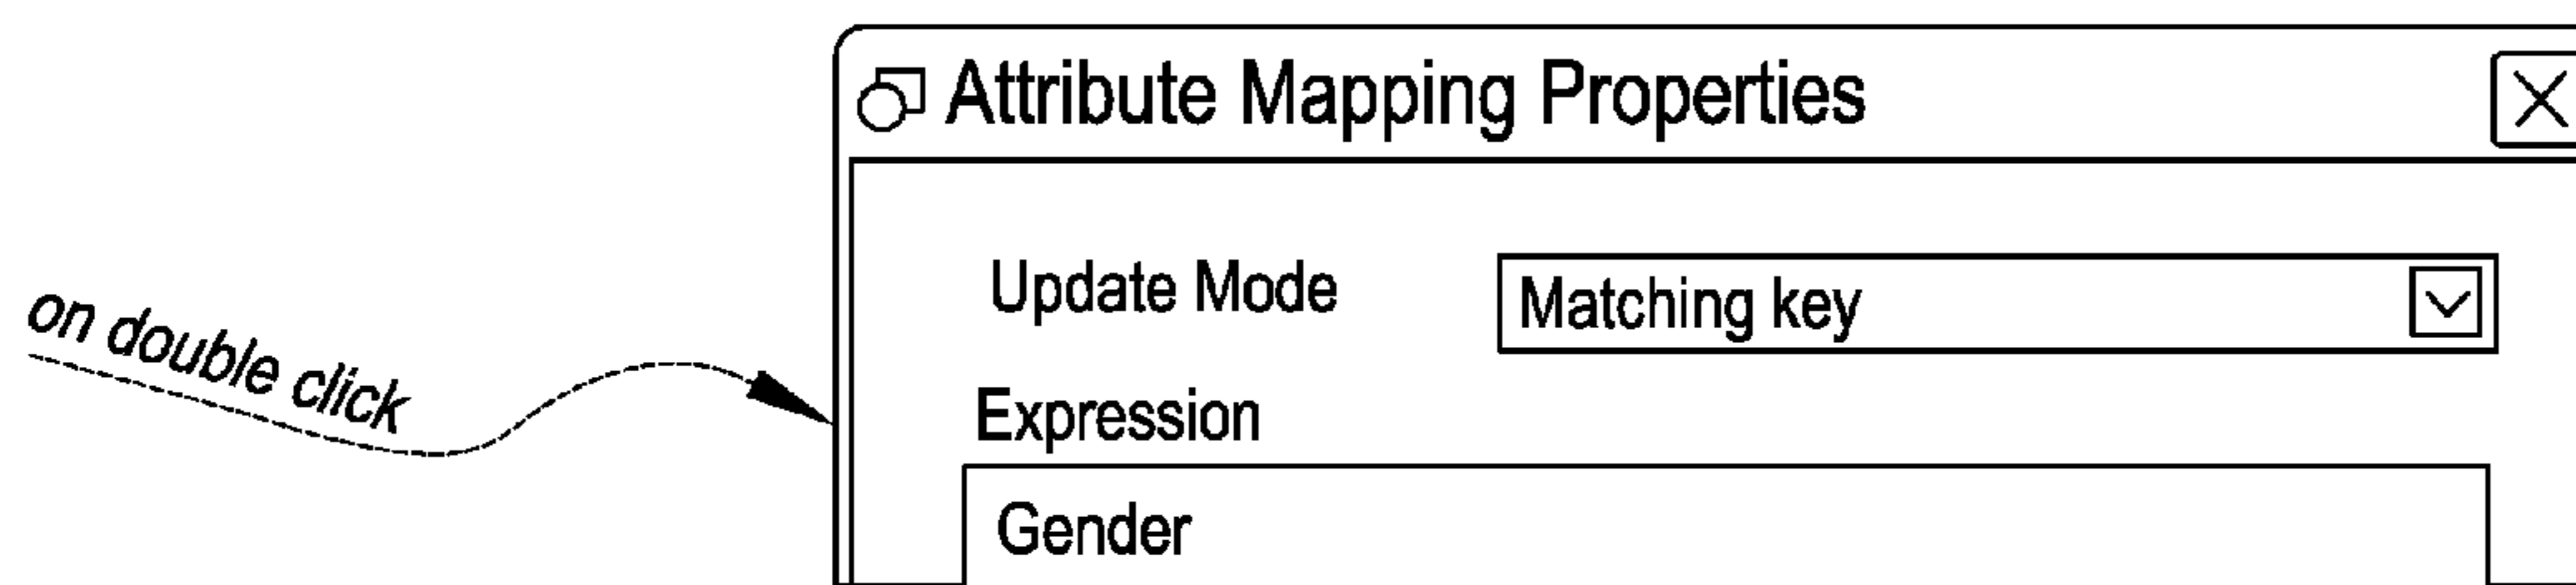 Attribute Mapping Properties
Update Mode Matching key
on double click
Expression
Gender